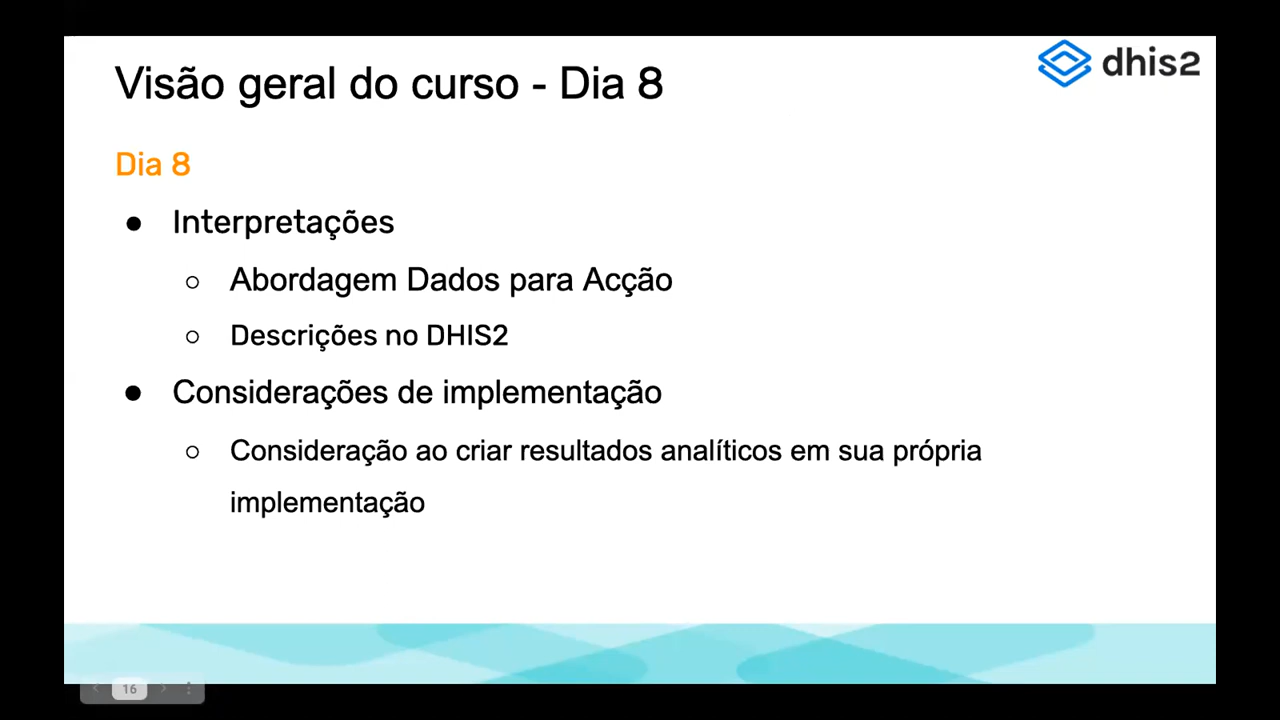 Visão geral do curso - Dia 8
dhis2
Dia 8
● Interpretações
○ Abordagem Dados para Acção
○ Descrições no DHIS2
● Considerações de implementação
○ Consideração ao criar resultados analíticos em sua própria
implementação
16